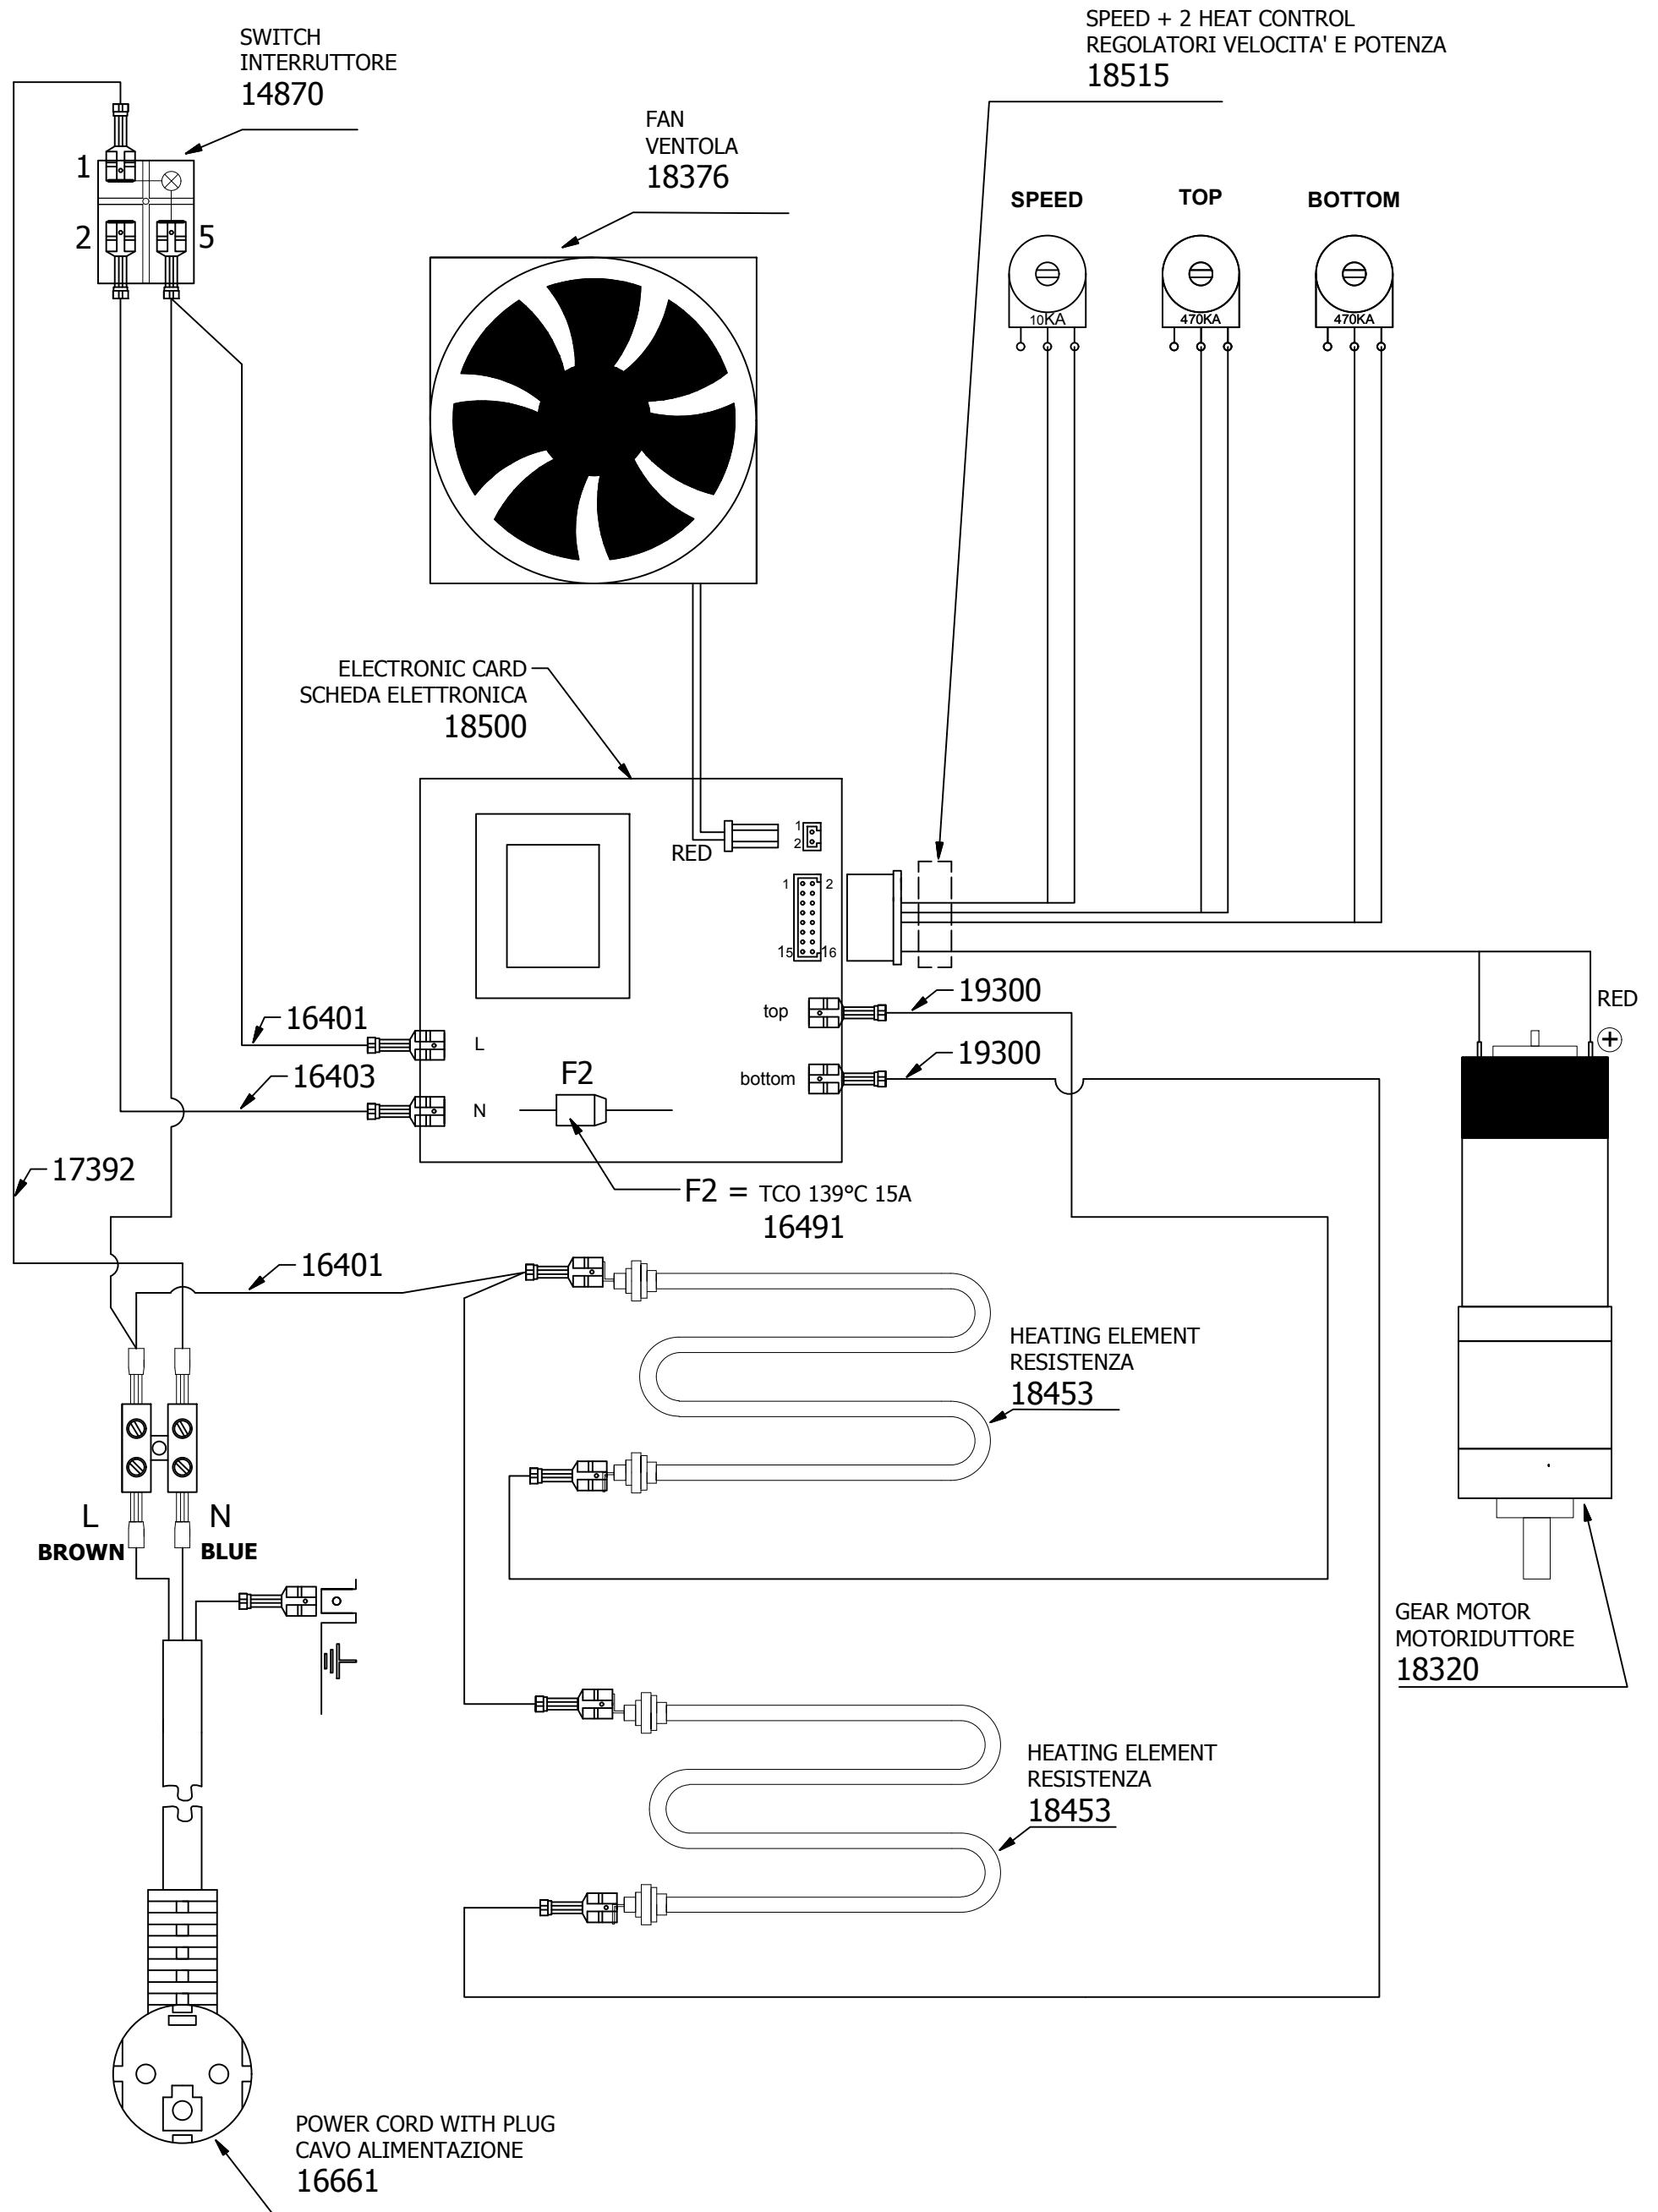 SPEED + 2 HEAT CONTROL
REGOLATORI VELOCITA' E POTENZA
18515
SWITCH
INTERRUTTORE
14870
FAN
VENTOLA
18376
1
2
5
SPEED
TOP
BOTTOM
10KA
470KA
470KA
ELECTRONIC CARD
SCHEDA ELETTRONICA
18500
RED
1
2
1
2
15
16
top
bottom
19300
19300
RED
+
16401
L
16403
N
F2
17392
F2 = TCO 139°C 15A
16491
16401
HEATING ELEMENT
RESISTENZA
18453
L
N
BROWN
BLUE
GEAR MOTOR
MOTORIDUTTORE
18320
HEATING ELEMENT
RESISTENZA
18453
POWER CORD WITH PLUG
CAVO ALIMENTAZIONE
16661